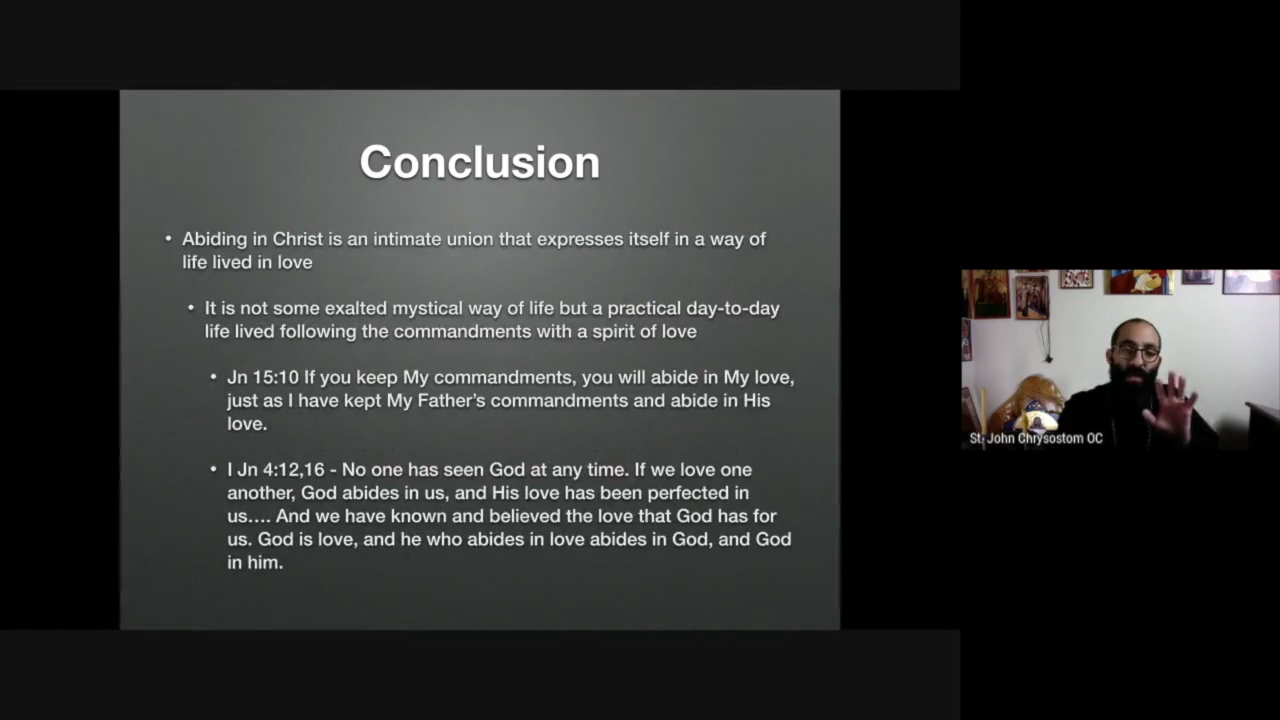 Conclusion
• Abiding in Christ is an intimate union that expresses itself in a way of
life lived in love
• It is not some exalted mystical way of life but a practical day-to-day
life lived following the commandments with a spirit of love
• Jn 15:10 If you keep My commandments, you will abide in My love,
just as I have kept My Father’s commandments and abide in His
love.
• I Jn 4:12,16 - No one has seen God at any time. If we love one
another, God abides in us, and His love has been perfected in
us.... And we have known and believed the love that God has for
us. God is love, and he who abides in love abides in God, and God
in him.
St. John Chrysostom OC